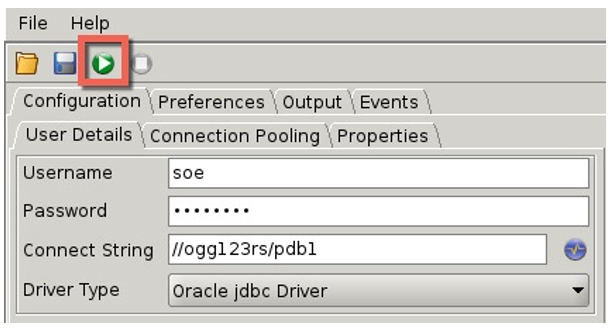 File Help
Configuration Preferences Output Events
User Details Connection Pooling Properties
Username soe
Password ••••••••
Connect String //ogg123rs/pdb1
Driver Type Oracle jdbc Driver